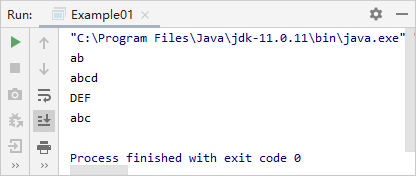 Run: Example01
"C:\Program Files\Java\jdk-11.0.11\bin\java.exe" "
ab
abcd
DEF
abc
Process finished with exit code 0